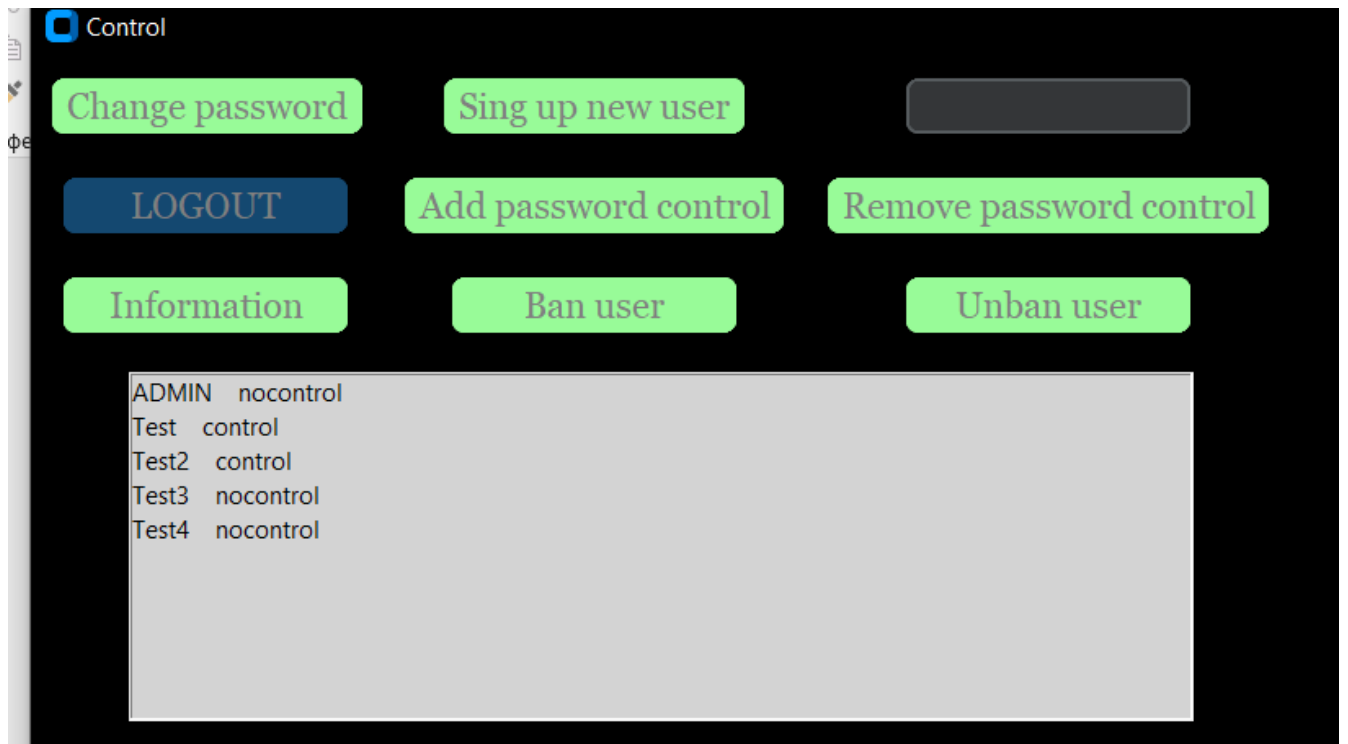 Control
Change password Sing up new user
фе
LOGOUT Add password control Remove password control
Information Ban user Unban user
ADMIN nocontrol
Test control
Test2 control
Test3 nocontrol
Test4 nocontrol